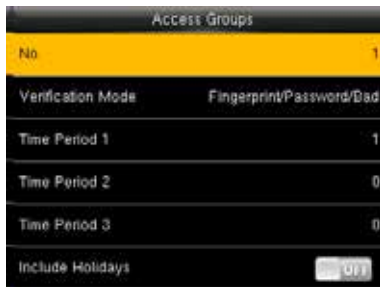 Access Groups
No. 1
Verification Mode Fingerprint/Password/Bad
Time Period 1 1
Time Period 2 0
Time Period 3 0
Include Holidays OFF